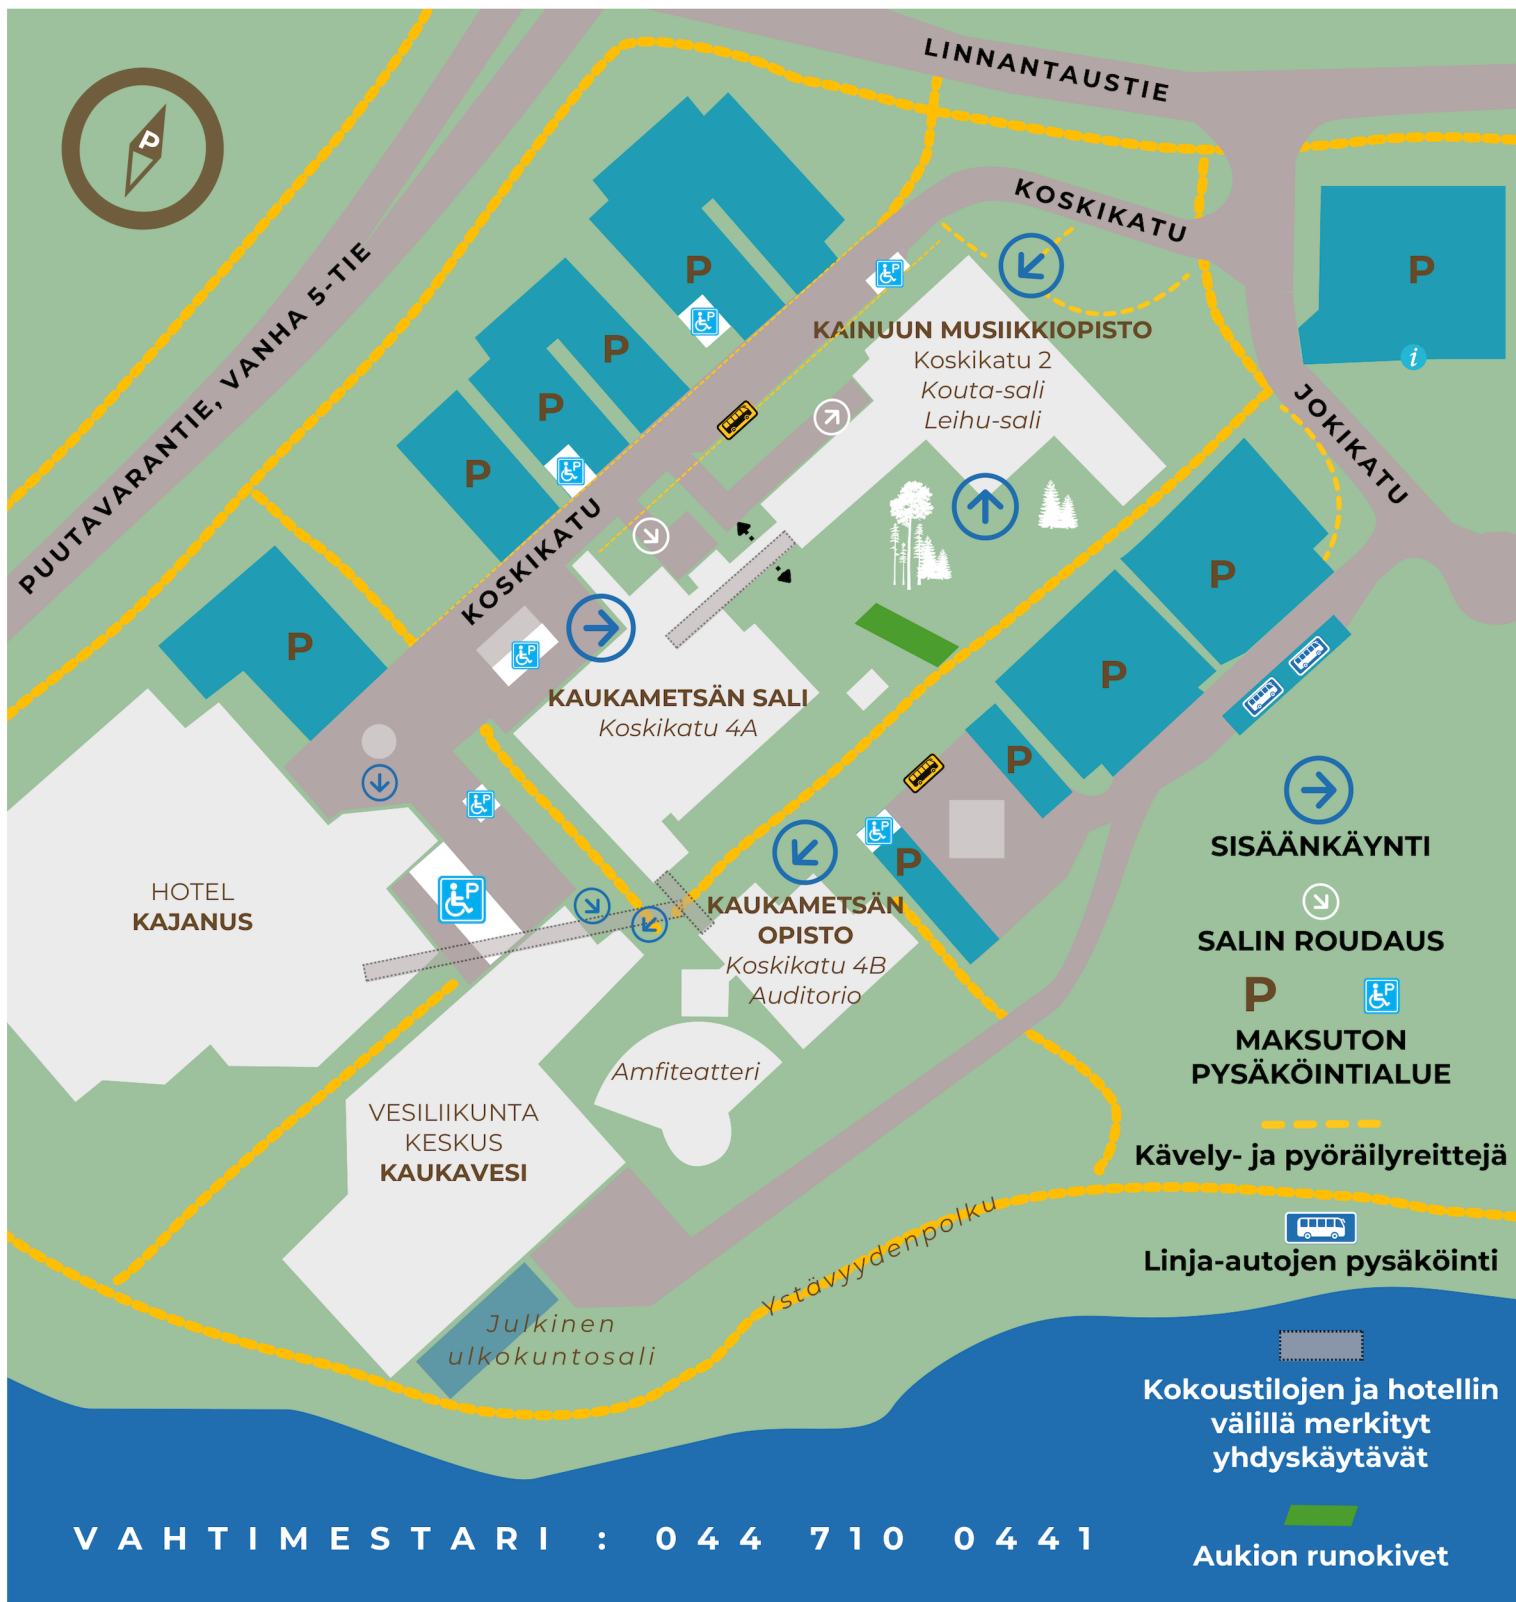 LINNANTAUSTIE
P
KOSKIKATU
PUUTAVARANTIE, VANHA 5-TIE
P
P
P
P
P
P
P
KAINUUN MUSIIKKIOPISTO
Koskikatu 2
Kouta-sali
Leihu-sali
i
JOKIKATU
P
P
P
P
KOSKIKATU
P
P
P
P
KAUKAMETSÄN SALI
Koskikatu 4A
P
P
P
P
P
HOTEL
KAJANUS
KAUKAMETSÄN
OPISTO
Koskikatu 4B
Auditorio
Amfiteatteri
VESILIIKUNTA
KESKUS
KAUKAVESI
Ystävyydenpolku
Julkinen
ulkokuntosali
SISÄÄNKÄYNTI
SALIN ROUDAUS
P
P
MAKSUTON
PYSÄKÖINTIALUE
Kävely- ja pyöräilyreittejä
Linja-autojen pysäköinti
Kokoustilojen ja hotellin
välillä merkityt
yhdyskäytävät
Aukion runokivet
VAHTIMESTARI : 044 710 0441